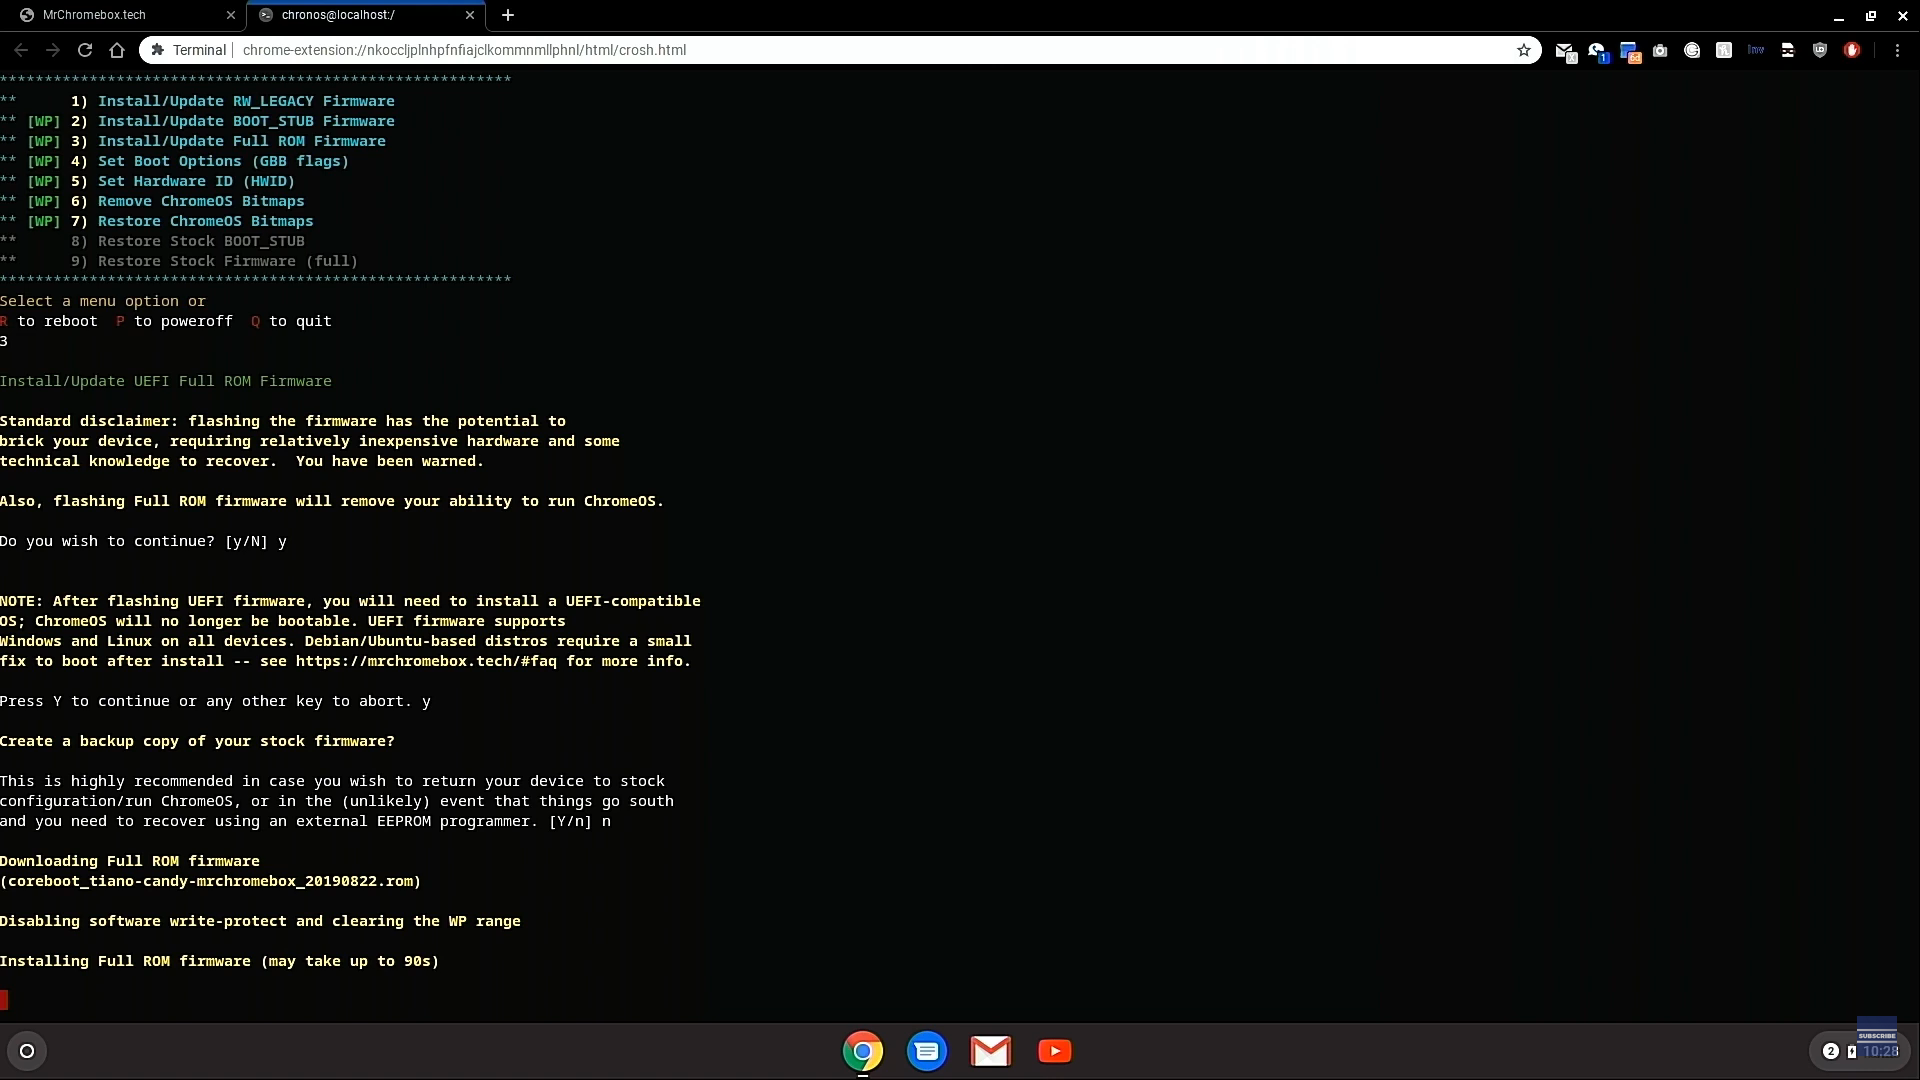 MrChromebox.tech
chronos@localhost:/
Terminal
chrome-extension://nkoccljplnhpfnfiajclkommnmllphnl/html/crosh.html
*********************************************************
** 1) Install/Update RW_LEGACY Firmware
** [WP] 2) Install/Update BOOT_STUB Firmware
** [WP] 3) Install/Update Full ROM Firmware
** [WP] 4) Set Boot Options (GBB flags)
** [WP] 5) Set Hardware ID (HWID)
** [WP] 6) Remove ChromeOS Bitmaps
** [WP] 7) Restore ChromeOS Bitmaps
** 8) Restore Stock BOOT_STUB
** 9) Restore Stock Firmware (full)
*********************************************************
Select a menu option or
R to reboot P to poweroff Q to quit
3
Install/Update UEFI Full ROM Firmware
Standard disclaimer: flashing the firmware has the potential to
brick your device, requiring relatively inexpensive hardware and some
technical knowledge to recover. You have been warned.
Also, flashing Full ROM firmware will remove your ability to run ChromeOS.
Do you wish to continue? [y/N] y
NOTE: After flashing UEFI firmware, you will need to install a UEFI-compatible
OS; ChromeOS will no longer be bootable. UEFI firmware supports
Windows and Linux on all devices. Debian/Ubuntu-based distros require a small
fix to boot after install -- see https://mrchromebox.tech/#faq for more info.
Press Y to continue or any other key to abort. y
Create a backup copy of your stock firmware?
This is highly recommended in case you wish to return your device to stock
configuration/run ChromeOS, or in the (unlikely) event that things go south
and you need to recover using an external EEPROM programmer. [Y/n] n
Downloading Full ROM firmware
(coreboot_tiano-candy-mrchromebox_20190822.rom)
Disabling software write-protect and clearing the WP range
Installing Full ROM firmware (may take up to 90s)
SUBSCRIBE
2 10:28